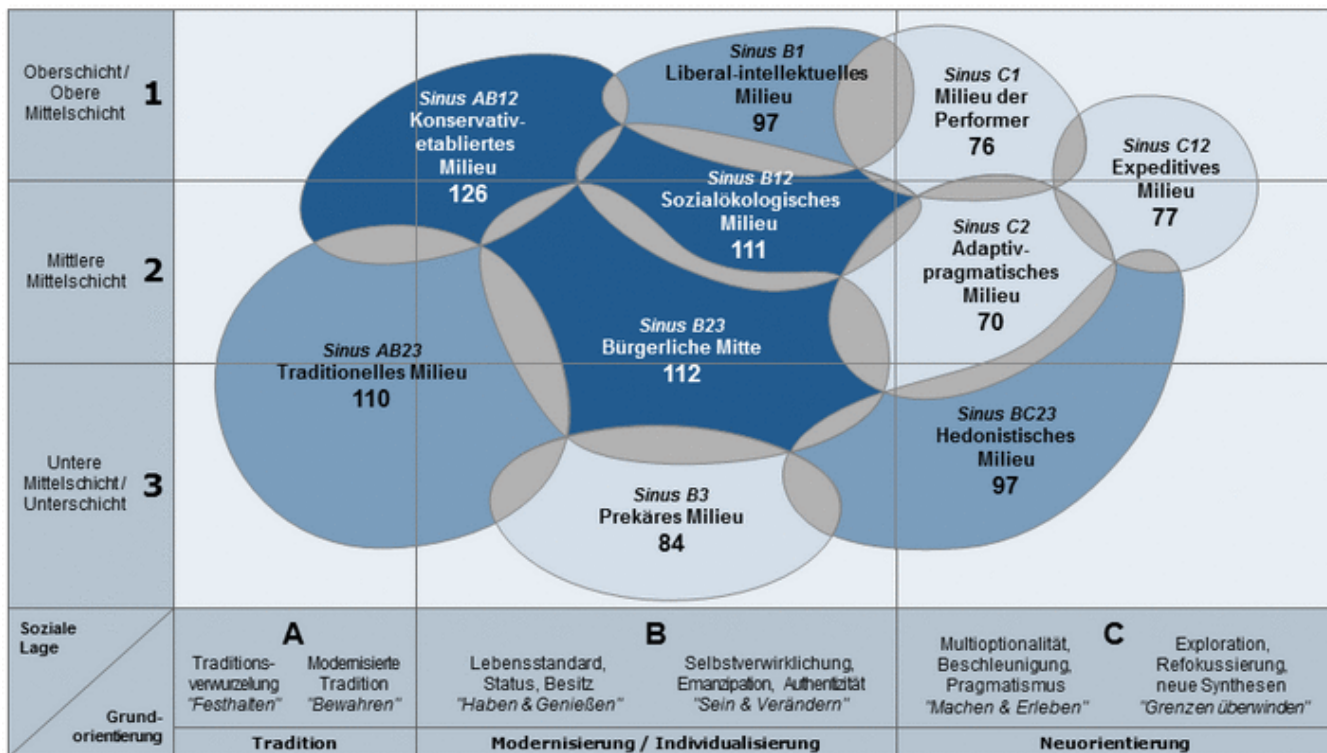 Oberschicht/
Obere
Mittelschicht
1
Mittlere
Mittelschicht
2
Untere
Mittelschicht/
Unterschicht
3
Sinus AB12
Konservativ-
etabliertes
Milieu
126
Sinus B1
Liberal-intellektuelles
Milieu
97
Sinus C1
Milieu der
Performer
76
Sinus C12
Expeditives
Milieu
77
Sinus B12
Sozialökologisches
Milieu
111
Sinus C2
Adaptiv-
pragmatisches
Milieu
70
Sinus AB23
Traditionelles Milieu
110
Sinus B23
Bürgerliche Mitte
112
Sinus BC23
Hedonistisches
Milieu
97
Sinus B3
Prekäres Milieu
84
Soziale
Lage
Grund-
orientierung
A
Traditions-
verwurzelung
"Festhalten"
Modernisierte
Tradition
"Bewahren"
Tradition
B
Lebensstandard,
Status, Besitz
"Haben & Genießen"
Selbstverwirklichung,
Emanzipation, Authentizität
"Sein & Verändern"
Modernisierung / Individualisierung
C
Multioptionalität,
Beschleunigung,
Pragmatismus
"Machen & Erleben"
Exploration,
Refokussierung,
neue Synthesen
"Grenzen überwinden"
Neuorientierung